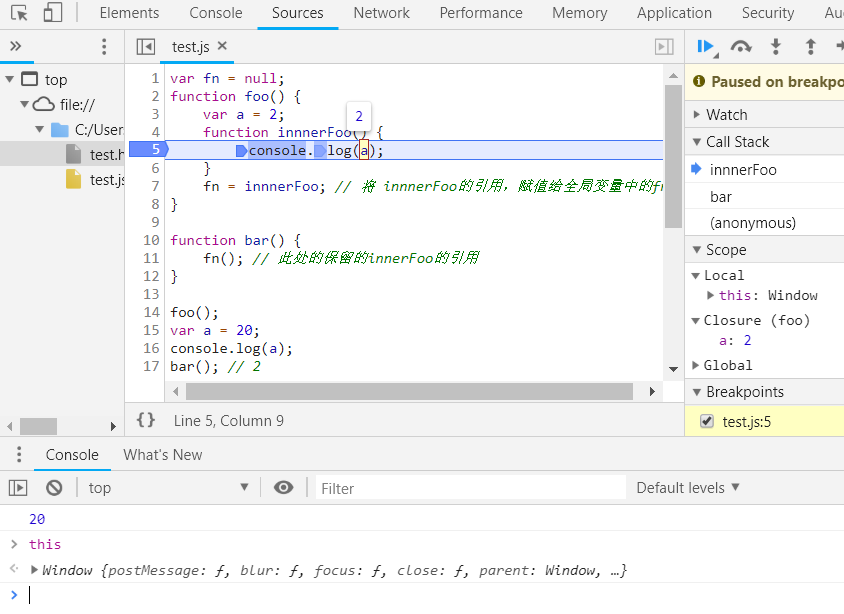 Elements Console Sources Network Performance Memory Application Security Au
test.js ×
top
file://
C:/User
test.h
test.js
1 var fn = null;
2 function foo() {
3 var a = 2;
4 function innnerFoo() {
2
5 console.log(a);
6 }
7 fn = innnerFoo; // 将 innnerFoo的引用,赋值给全局变量中的fn
8 }
9
10 function bar() {
11 fn(); // 此处的保留的innerFoo的引用
12 }
13
14 foo();
15 var a = 20;
16 console.log(a);
17 bar(); // 2
{} Line 5, Column 9
Paused on breakpo
Watch
Call Stack
innnerFoo
bar
(anonymous)
Scope
Local
this: Window
Closure (foo)
a: 2
Global
Breakpoints
test.js:5
Console What's New
top Filter Default levels
20
> this
Window {postMessage: ƒ, blur: ƒ, focus: ƒ, close: ƒ, parent: Window, …}
>